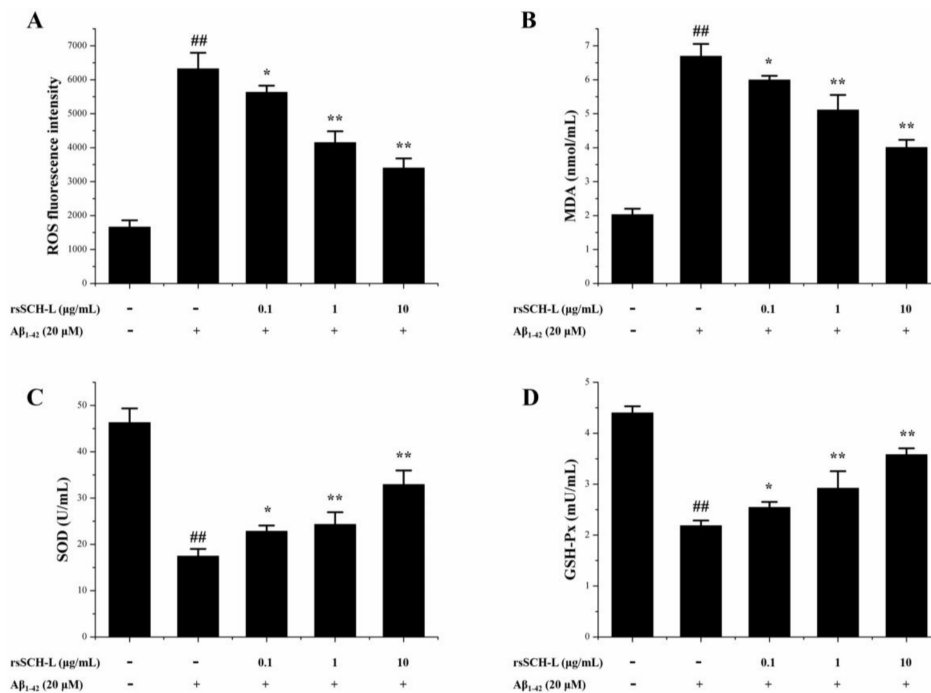 A
7000
6000
5000
4000
3000
2000
1000
0
ROS fluorescence intensity
##
*
**
**
rsSCH-L (μg/mL) - - 0.1 1 10
Aβ1-42 (20 μM) - + + + +
B
7
6
5
4
3
2
1
0
MDA (nmol/mL)
##
*
**
**
rsSCH-L (μg/mL) - - 0.1 1 10
Aβ1-42 (20 μM) - + + + +
C
50
40
30
20
10
0
SOD (U/mL)
##
*
**
**
rsSCH-L (μg/mL) - - 0.1 1 10
Aβ1-42 (20 μM) - + + + +
D
5
4
3
2
1
0
GSH-Px (mU/mL)
##
*
**
**
rsSCH-L (μg/mL) - - 0.1 1 10
Aβ1-42 (20 μM) - + + + +